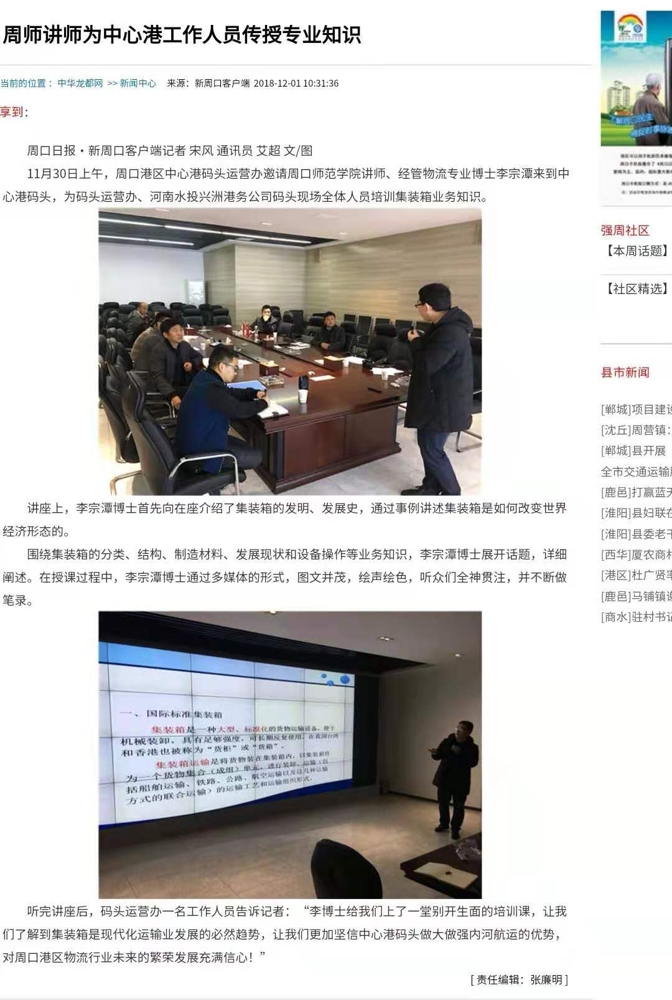 周师讲师为中心港工作人员传授专业知识
当前的位置：中华龙都网 >> 新闻中心 来源：新周口客户端 2018-12-01 10:31:36
享到：
周口日报·新周口客户端记者 宋风 通讯员 艾超 文/图
11月30日上午，周口港区中心港码头运营办邀请周口师范学院讲师、经管物流专业博士李宗潭来到中
心港码头，为码头运营办、河南水投兴洲港务公司码头现场全体人员培训集装箱业务知识。
讲座上，李宗潭博士首先向在座介绍了集装箱的发明、发展史，通过事例讲述集装箱是如何改变世界
经济形态的。
围绕集装箱的分类、结构、制造材料、发展现状和设备操作等业务知识，李宗潭博士展开话题，详细
阐述。在授课过程中，李宗潭博士通过多媒体的形式，图文并茂，绘声绘色，听众们全神贯注，并不断做
笔录。
一、国际标准集装箱
集装箱是一种大型、标准化的货物运输设备，便于
机械装卸，具有足够强度，可长期反复使用，在我国台湾
和香港也被称为“货柜”或“货箱”。
集装箱运输是将货物装在集装箱内，以集装箱作
为一个货物集合（成组）单元，进行装卸、运输（包
括船舶运输、铁路、公路、航空运输以及这几种运输
方式的联合运输）的运输工艺和运输组织形式。
听完讲座后，码头运营办一名工作人员告诉记者：“李博士给我们上了一堂别开生面的培训课，让我
们了解到集装箱是现代化运输业发展的必然趋势，让我们更加坚信中心港码头做大做强内河航运的优势，
对周口港区物流行业未来的繁荣发展充满信心！”
[ 责任编辑：张廉明 ]
强周社区
【本周话题】
【社区精选】
县市新闻
[郸城]项目建设
[沈丘]周营镇：
[郸城]县开展
全市交通运输
[鹿邑]打赢蓝天
[淮阳]县妇联在
[淮阳]县委老干
[西华]厦农商村
[港区]杜广贤率
[鹿邑]马铺镇
[商水]驻村书记